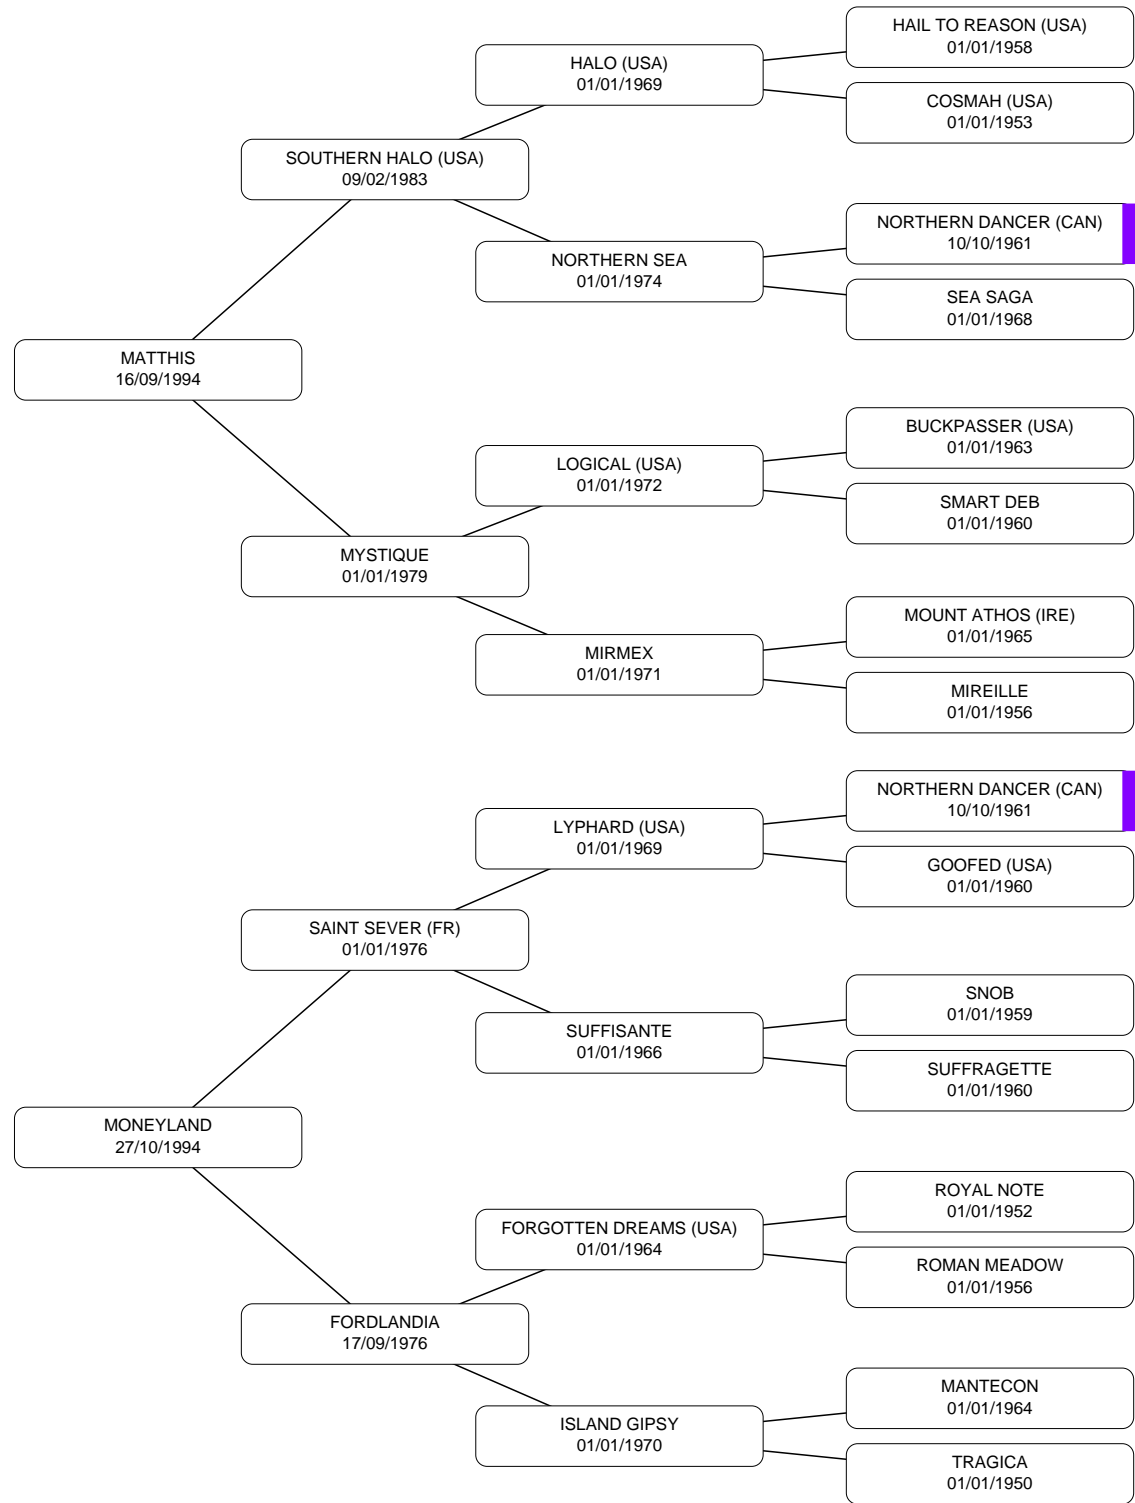 HAIL TO REASON (USA)
01/01/1958
HALO (USA)
01/01/1969
COSMAH (USA)
01/01/1953
SOUTHERN HALO (USA)
09/02/1983
NORTHERN DANCER (CAN)
10/10/1961
NORTHERN SEA
01/01/1974
SEA SAGA
01/01/1968
MATTHIS
16/09/1994
BUCKPASSER (USA)
01/01/1963
LOGICAL (USA)
01/01/1972
SMART DEB
01/01/1960
MYSTIQUE
01/01/1979
MOUNT ATHOS (IRE)
01/01/1965
MIRMEX
01/01/1971
MIREILLE
01/01/1956
NORTHERN DANCER (CAN)
10/10/1961
LYPHARD (USA)
01/01/1969
GOOFED (USA)
01/01/1960
SAINT SEVER (FR)
01/01/1976
SNOB
01/01/1959
SUFFISANTE
01/01/1966
SUFFRAGETTE
01/01/1960
MONEYLAND
27/10/1994
ROYAL NOTE
01/01/1952
FORGOTTEN DREAMS (USA)
01/01/1964
ROMAN MEADOW
01/01/1956
FORDLANDIA
17/09/1976
MANTECON
01/01/1964
ISLAND GIPSY
01/01/1970
TRAGICA
01/01/1950